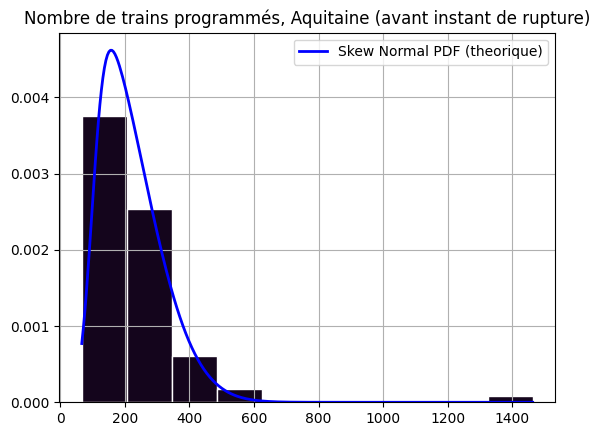 Nombre de trains programmés, Aquitaine (avant instant de rupture)
Skew Normal PDF (theorique)
0.004
0.003
0.002
0.001
0.000
0 200 400 600 800 1000 1200 1400